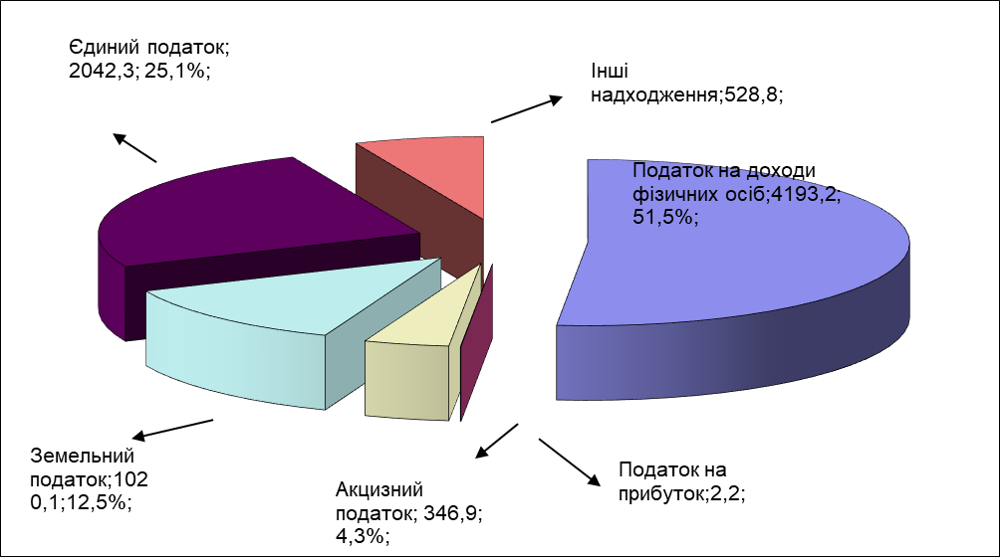 Єдиний податок;
2042,3; 25,1%;
Інші
надходження;528,8;
Податок на доходи
фізичних осіб;4193,2;
51,5%;
Земельний
податок;102
0,1;12,5%;
Акцизний
податок; 346,9;
4,3%;
Податок на
прибуток;2,2;